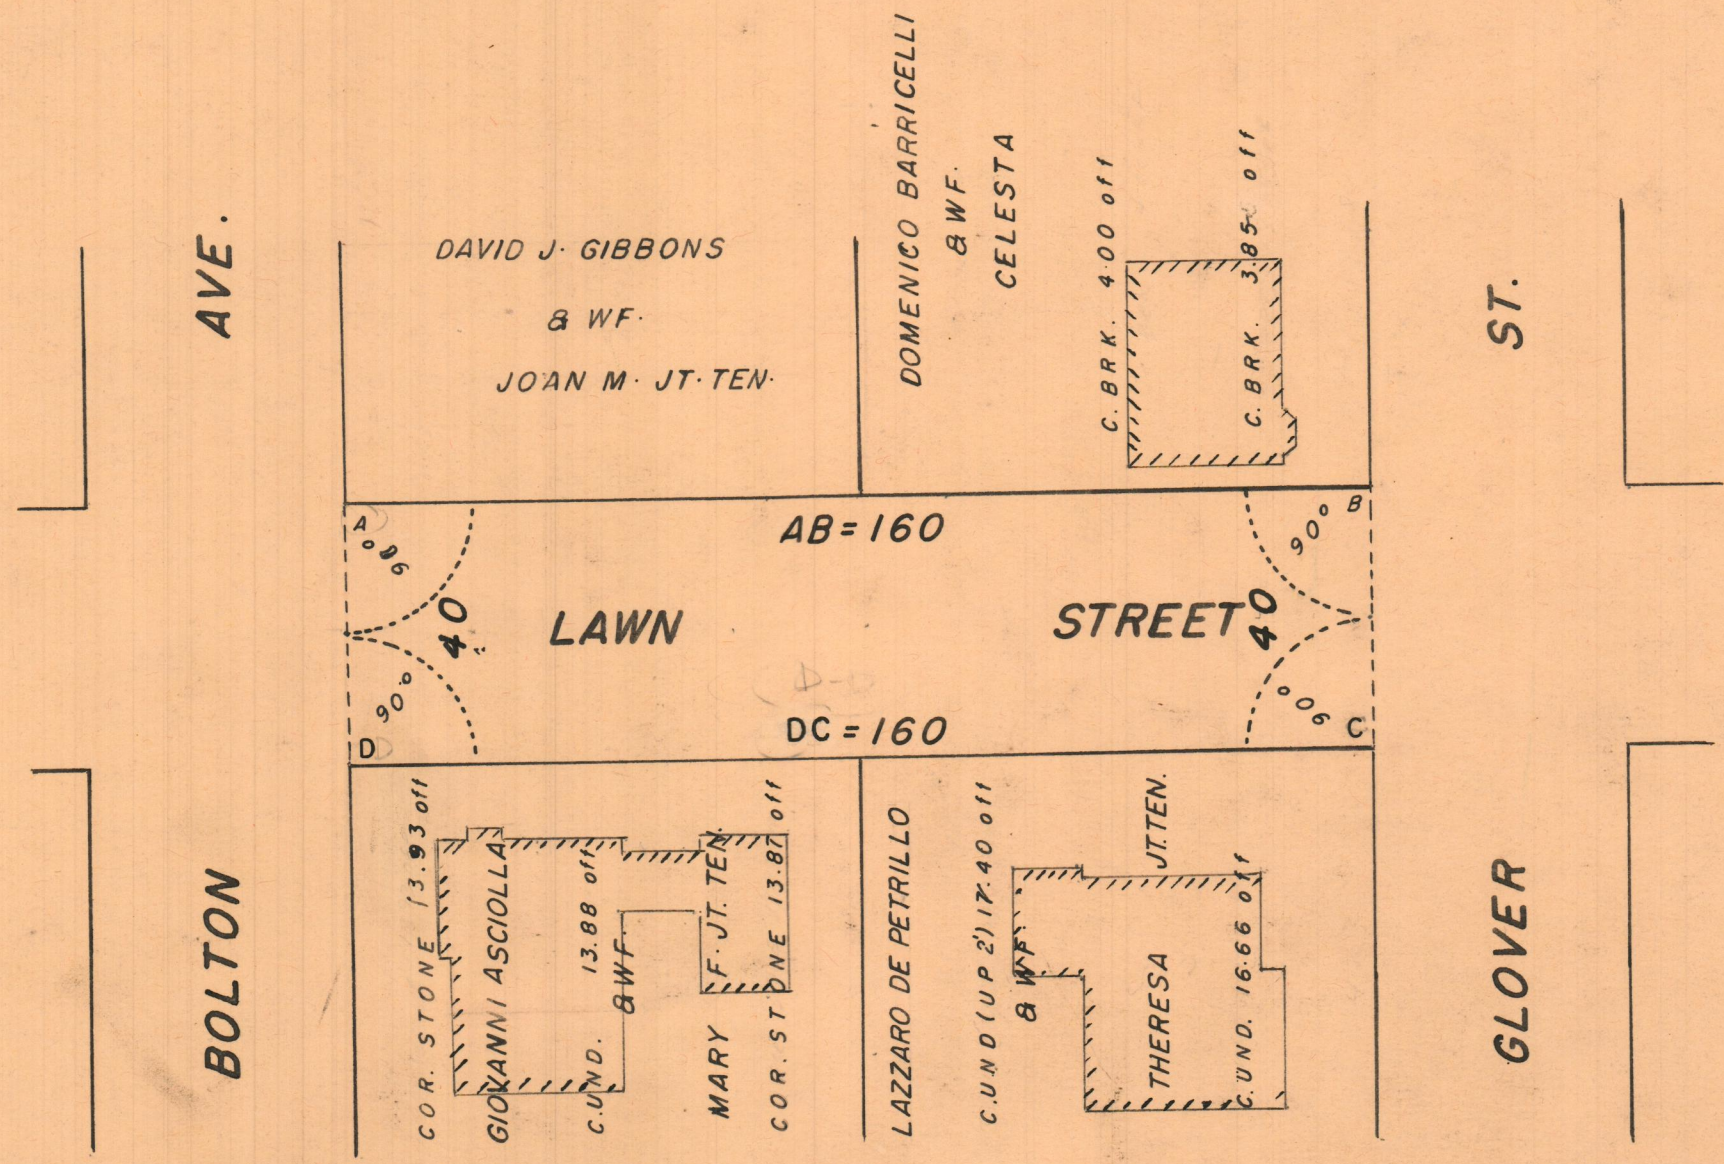 AVE.
DAVID J. GIBBONS
& WF.
JOAN M. JT. TEN.
DOMENICO BARRICELLI
& WF.
CELESTA
C. BRK. 4.00 off
C. BRK. 3.85 off
ST.
A
90°
B
90°
AB = 160
40
LAWN STREET
40
90°
D
DC = 160
90°
C
BOLTON
COR. STONE 13.93 off
GIOVANNI ASCIOLLA
C. UND. 13.88 off
& WF.
MARY F. JT. TEN.
COR. STONE 13.87 off
LAZZARO DE PETRILLO
C. UND (UP 2') 17.40 off
& WF.
THERESA JT. TEN.
C. UND. 16.66 off
GLOVER